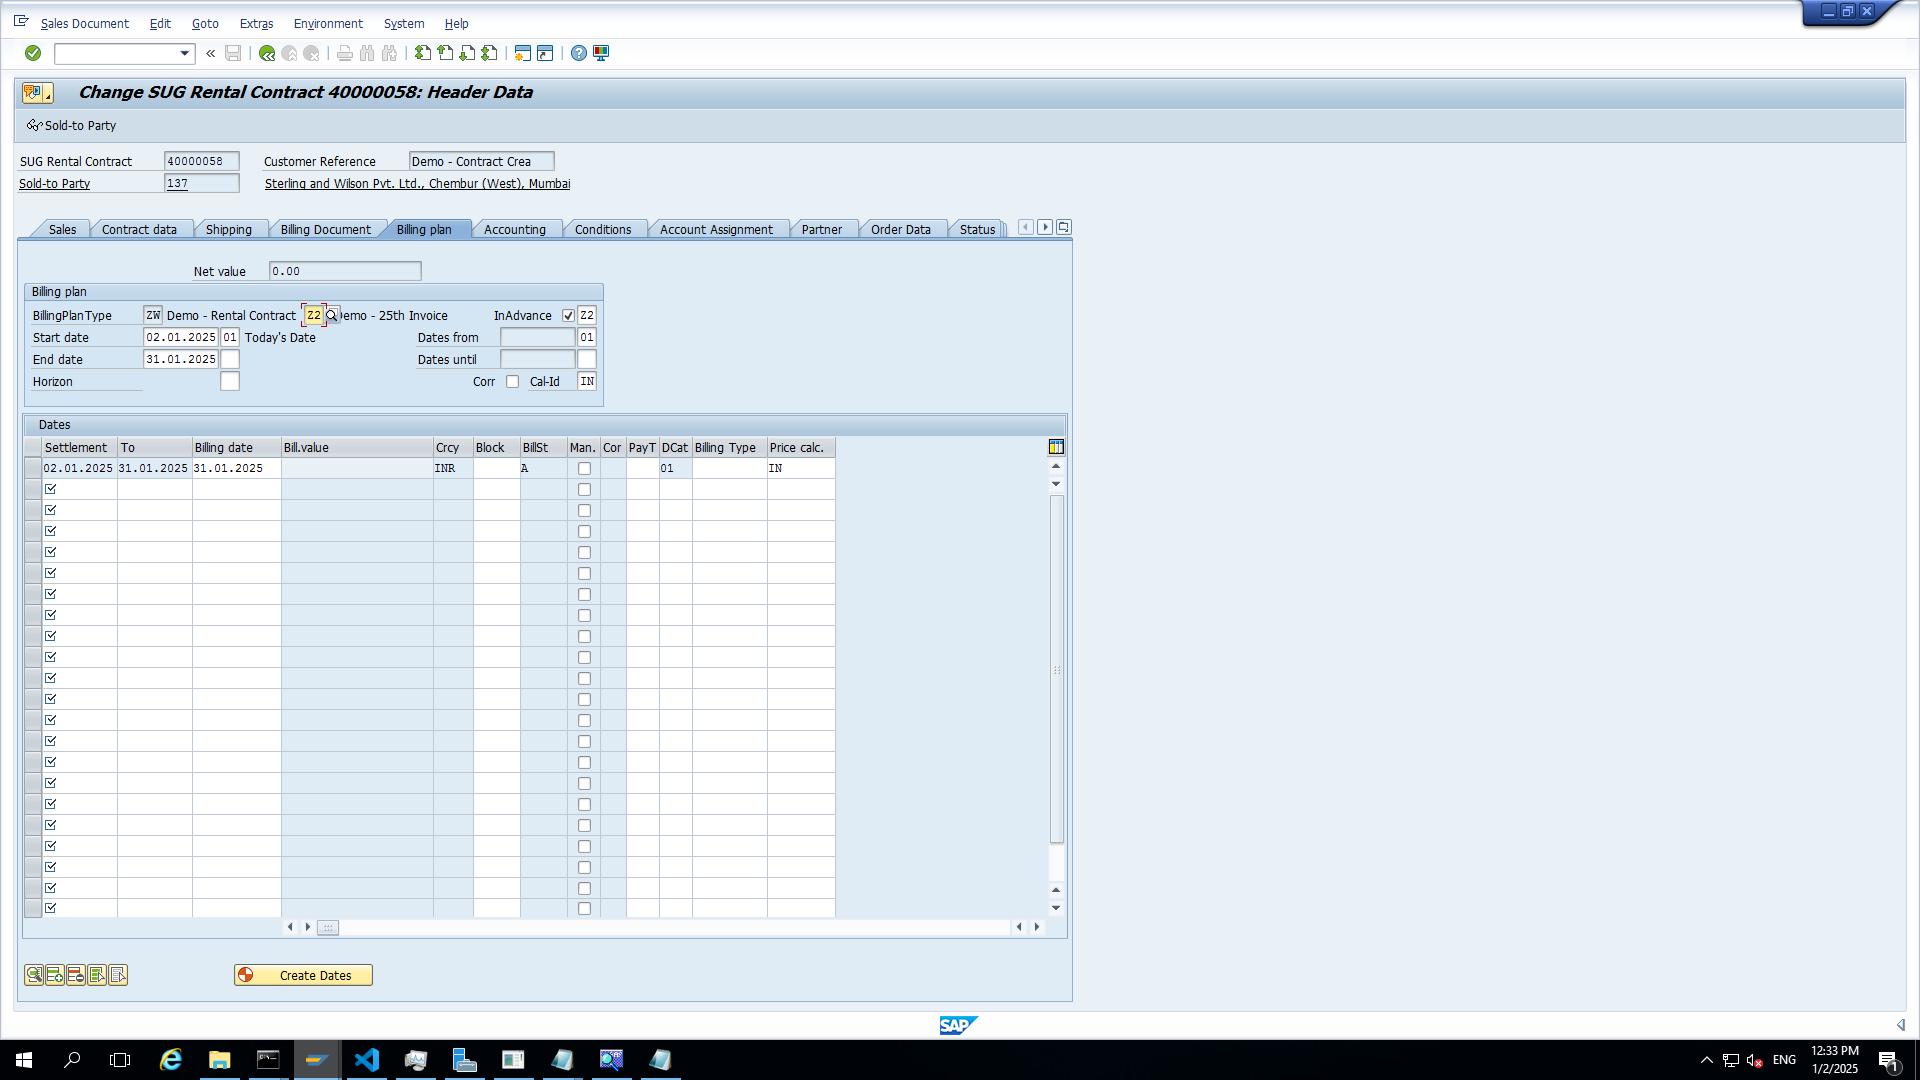 Sales Document Edit Goto Extras Environment System Help
Change SUG Rental Contract 40000058: Header Data
Sold-to Party
SUG Rental Contract 40000058 Customer Reference Demo - Contract Crea
Sold-to Party 137 Sterling and Wilson Pvt. Ltd., Chembur (West), Mumbai
Sales Contract data Shipping Billing Document Billing plan Accounting Conditions Account Assignment Partner Order Data Status
Net value 0.00
Billing plan
BillingPlanType ZW Demo - Rental Contract Z2 emo - 25th Invoice InAdvance Z2
Start date 02.01.2025 01 Today's Date Dates from 01
End date 31.01.2025 Dates until
Horizon Corr Cal-Id IN
Dates
Settlement To Billing date Bill.value Crcy Block BillSt Man. Cor PayT DCat Billing Type Price calc.
02.01.2025 31.01.2025 31.01.2025 INR A 01 IN
Create Dates
SAP
12:33 PM
ENG
1/2/2025
1